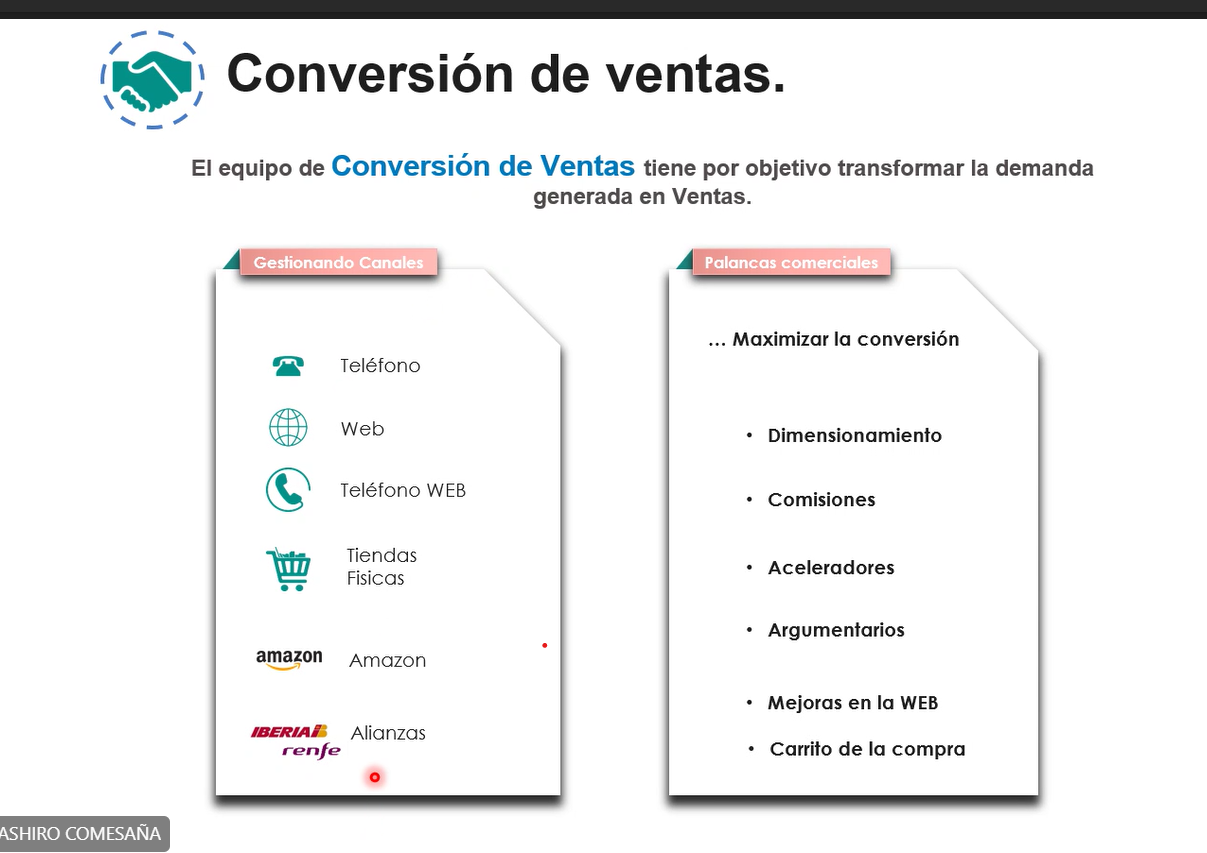 Conversión de ventas.
El equipo de Conversión de Ventas tiene por objetivo transformar la demanda
generada en Ventas.
Gestionando Canales
Teléfono
Web
Teléfono WEB
Tiendas
Fisicas
amazon Amazon
IBERIA Alianzas
renfe
Palancas comerciales
... Maximizar la conversión
• Dimensionamiento
• Comisiones
• Aceleradores
• Argumentarios
• Mejoras en la WEB
• Carrito de la compra
ASHIRO COMESAÑA